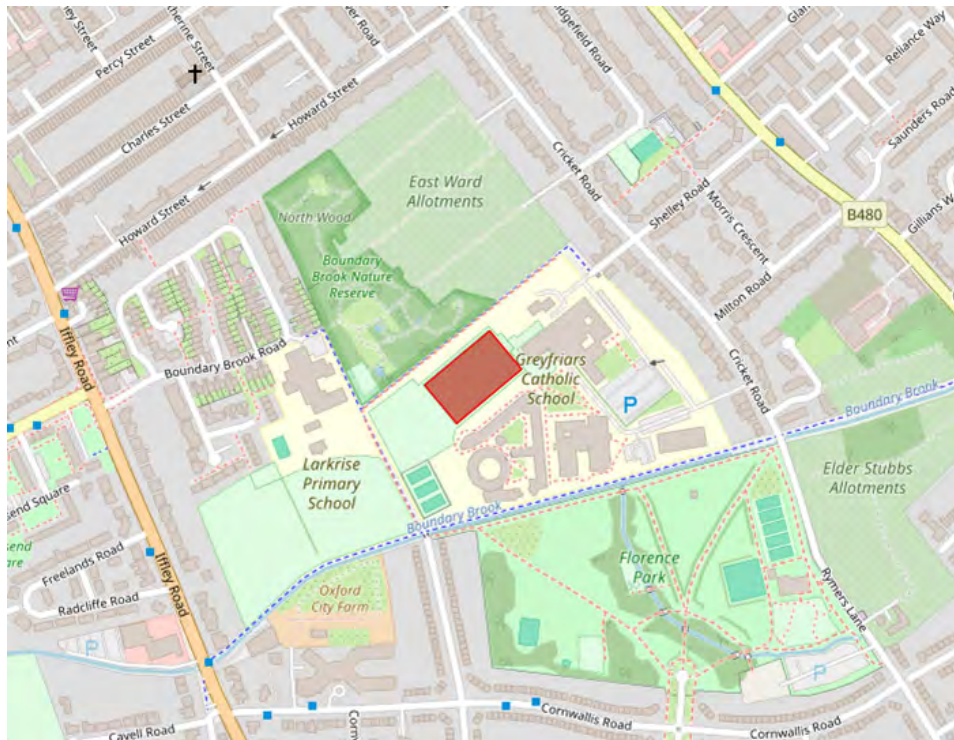 Percy Street
Charles Street
Howard Street
Howard Street
Cricket Road
East Ward
Allotments
North Wood
Boundary
Brook Nature
Reserve
Shelley Road
Morris Crescent
Milton Road
Reliance Way
Saunders Road
B480
Iffley Road
Boundary Brook Road
Greyfriars
Catholic
School
P
Cricket Road
Boundary Brook
Larkrise
Primary
School
Boundary Brook
Elder Stubbs
Allotments
Freelands Road
Radcliffe Road
Iffley Road
Oxford
City Farm
Florence
Park
Rymers Lane
P
P
Cornwallis Road
Cornwallis Road
Cavell Road